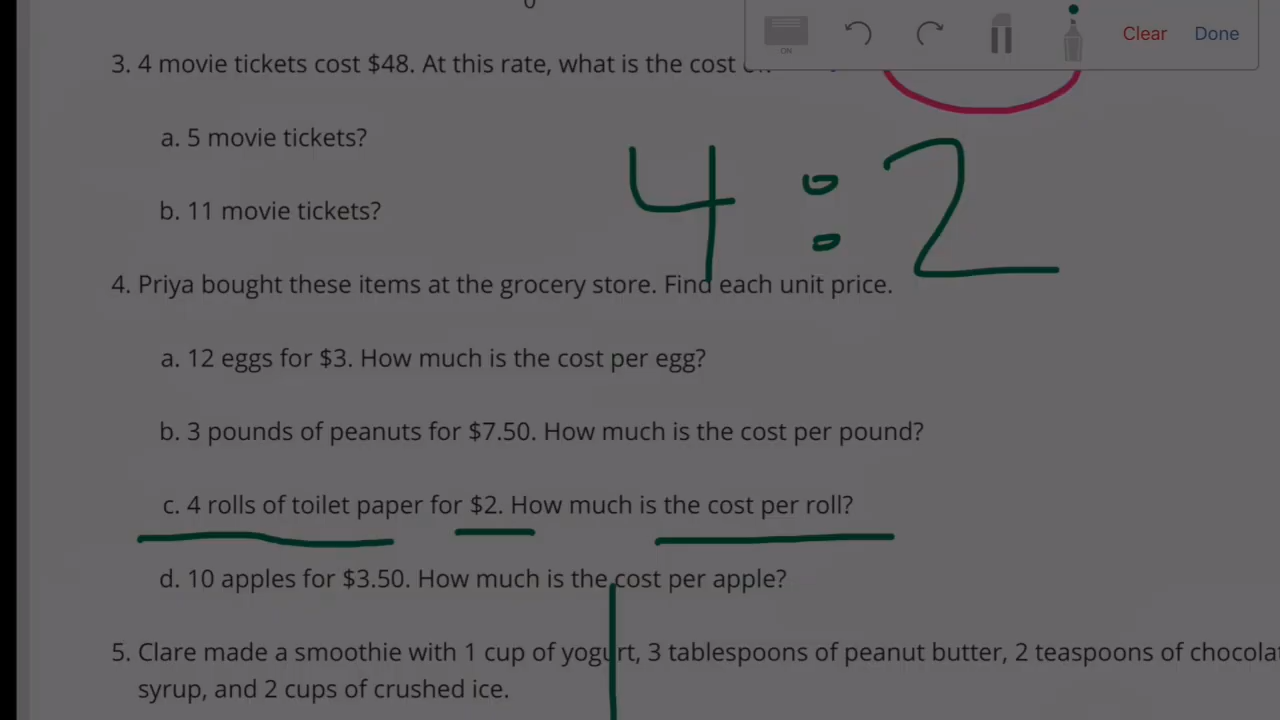 ON
Clear Done
3. 4 movie tickets cost $48. At this rate, what is the cost
a. 5 movie tickets?
4 : 2
b. 11 movie tickets?
4. Priya bought these items at the grocery store. Find each unit price.
a. 12 eggs for $3. How much is the cost per egg?
b. 3 pounds of peanuts for $7.50. How much is the cost per pound?
c. 4 rolls of toilet paper for $2. How much is the cost per roll?
d. 10 apples for $3.50. How much is the cost per apple?
5. Clare made a smoothie with 1 cup of yogurt, 3 tablespoons of peanut butter, 2 teaspoons of
syrup, and 2 cups of crushed ice.